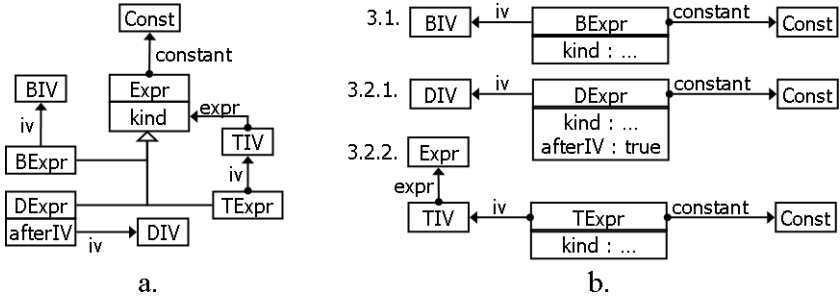 Const
constant
Expr
kind
BIV
iv
expr
TIV
iv
BExpr
DExpr
afterIV
iv
DIV
TExpr
a.
3.1. BIV iv BExpr constant Const
kind : ...
3.2.1. DIV iv DExpr constant Const
kind : ...
afterIV : true
3.2.2. Expr
expr
TIV iv TExpr constant Const
kind : ...
b.